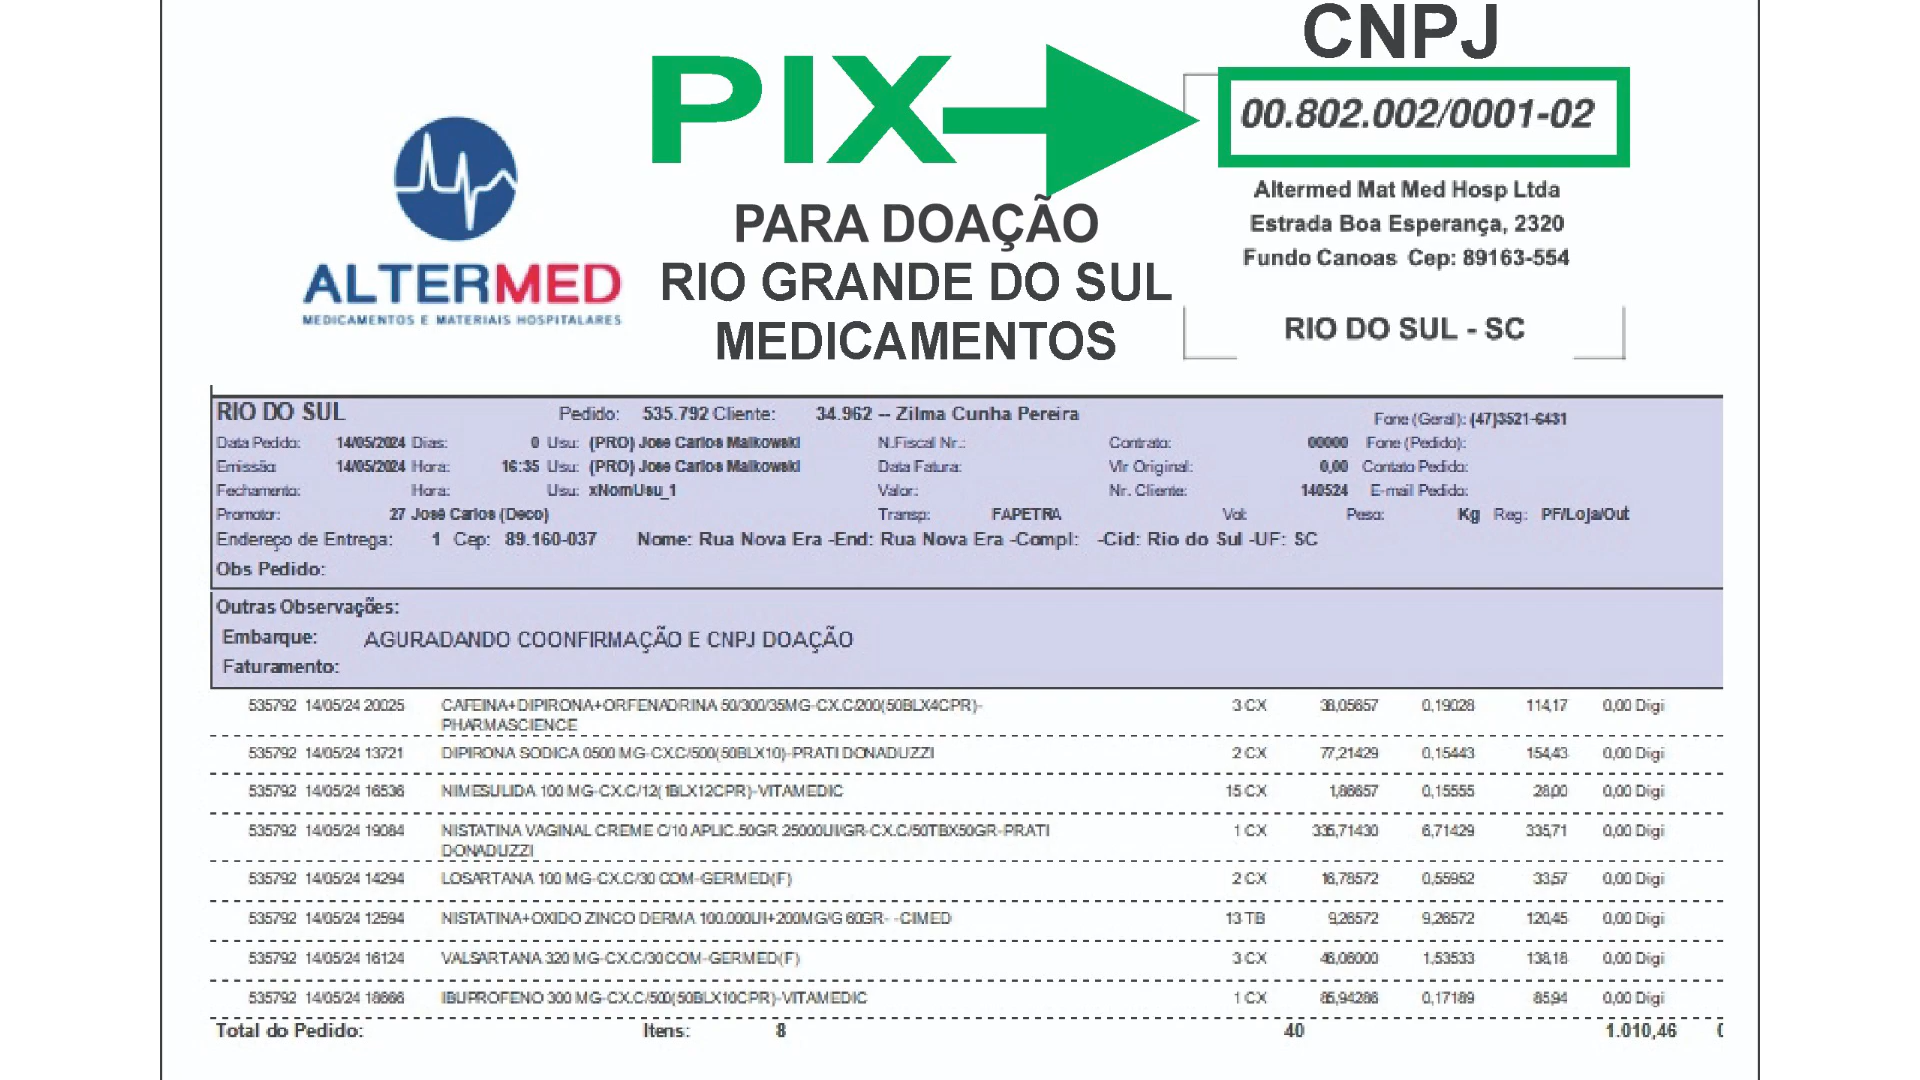 CNPJ
PIX
00.802.002/0001-02
ALTERMED
MEDICAMENTOS E MATERIAIS HOSPITALARES
PARA DOAÇÃO
RIO GRANDE DO SUL
MEDICAMENTOS
Altermed Mat Med Hosp Ltda
Estrada Boa Esperança, 2320
Fundo Canoas Cep: 89163-554
RIO DO SUL - SC
RIO DO SUL Pedido: 535.792 Cliente: 34.962 -- Zilma Cunha Pereira Fone (Geral): (47)3521-6431
Data Pedido: 14/05/2024 Dias: 0 Usu: (PRO) Jose Carlos Malkowski N.Fiscal Nr.: Contrato: 00000 Fone (Pedido):
Emissão: 14/05/2024 Hora: 16:35 Usu: (PRO) Jose Carlos Malkowski Data Fatura: Vlr Original: 0,00 Contato Pedido:
Fechamento: Hora: Usu: xNomUsu_1 Valor: Nr. Cliente: 140524 E-mail Pedido:
Promotor: 27 José Carlos (Deco) Transp: FAPETRA Vol: Peso: Kg Reg: PF/Loja/Out
Endereço de Entrega: 1 Cep: 89.160-037 Nome: Rua Nova Era -End: Rua Nova Era -Compl: -Cid: Rio do Sul -UF: SC
Obs Pedido:
Outras Observações:
Embarque: AGURADANDO COONFIRMAÇÃO E CNPJ DOAÇÃO
Faturamento:
535792 14/05/24 20025 CAFEINA+DIPIRONA+ORFENADRINA 50/300/35MG-CX.C/200(50BLX4CPR)- 3 CX 38,05657 0,19028 114,17 0,00 Digi
PHARMASCIENCE
535792 14/05/24 13721 DIPIRONA SODICA 0500 MG-CX.C/500(50BLX10)-PRATI DONADUZZI 2 CX 77,21429 0,15443 154,43 0,00 Digi
535792 14/05/24 16536 NIMESULIDA 100 MG-CX.C/12(1BLX12CPR)-VITAMEDIC 15 CX 1,86657 0,15555 28,00 0,00 Digi
535792 14/05/24 19084 NISTATINA VAGINAL CREME C/10 APLIC.50GR 25000UI/GR-CX.C/50TBX50GR-PRATI 1 CX 335,71430 6,71429 335,71 0,00 Digi
DONADUZZI
535792 14/05/24 14294 LOSARTANA 100 MG-CX.C/30 COM-GERMED(F) 2 CX 16,78572 0,55952 33,57 0,00 Digi
535792 14/05/24 12594 NISTATINA+OXIDO ZINCO DERMA 100.000UI+200MG/G 60GR- -CIMED 13 TB 9,26572 9,26572 120,45 0,00 Digi
535792 14/05/24 16124 VALSARTANA 320 MG-CX.C/30 COM-GERMED(F) 3 CX 46,06000 1,53533 138,18 0,00 Digi
535792 14/05/24 18666 IBUPROFENO 300 MG-CX.C/500(50BLX10CPR)-VITAMEDIC 1 CX 85,94286 0,17189 85,94 0,00 Digi
Total do Pedido: Itens: 8 40 1.010,46